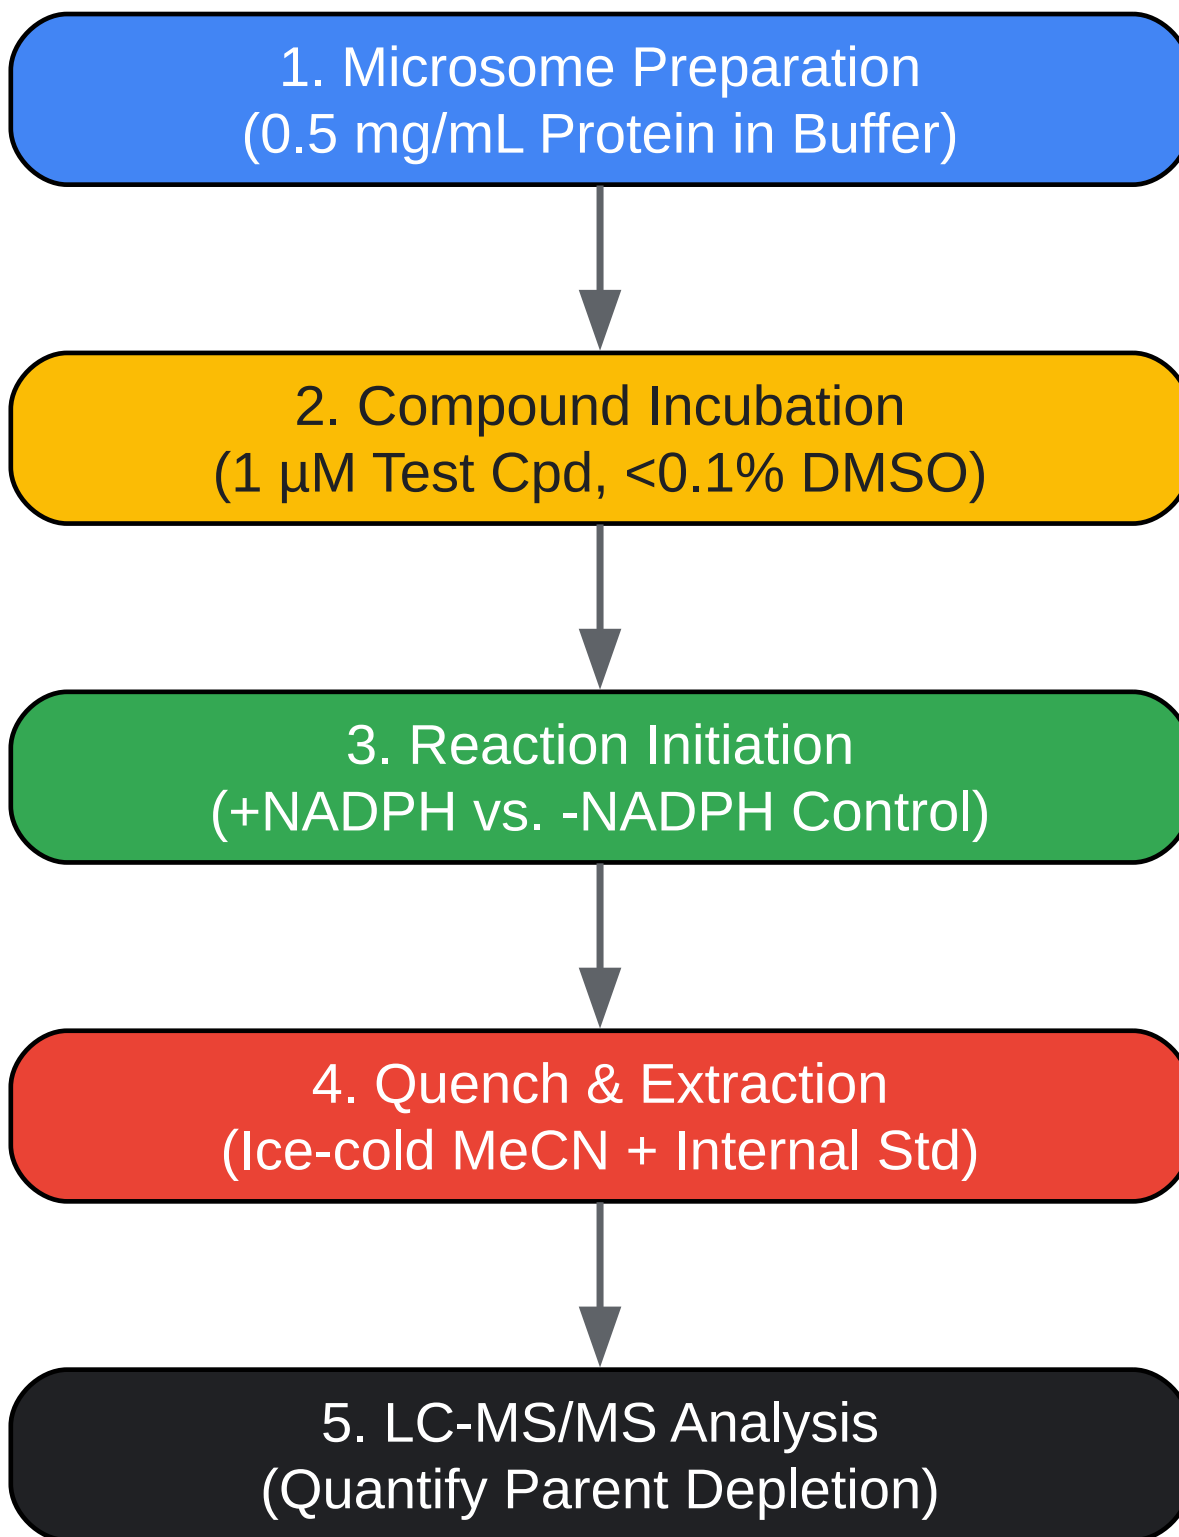 1. Microsome Preparation
(0.5 mg/mL Protein in Buffer)
2. Compound Incubation
(1 µM Test Cpd, <0.1% DMSO)
3. Reaction Initiation
(+NADPH vs. -NADPH Control)
4. Quench & Extraction
(Ice-cold MeCN + Internal Std)
5. LC-MS/MS Analysis
(Quantify Parent Depletion)